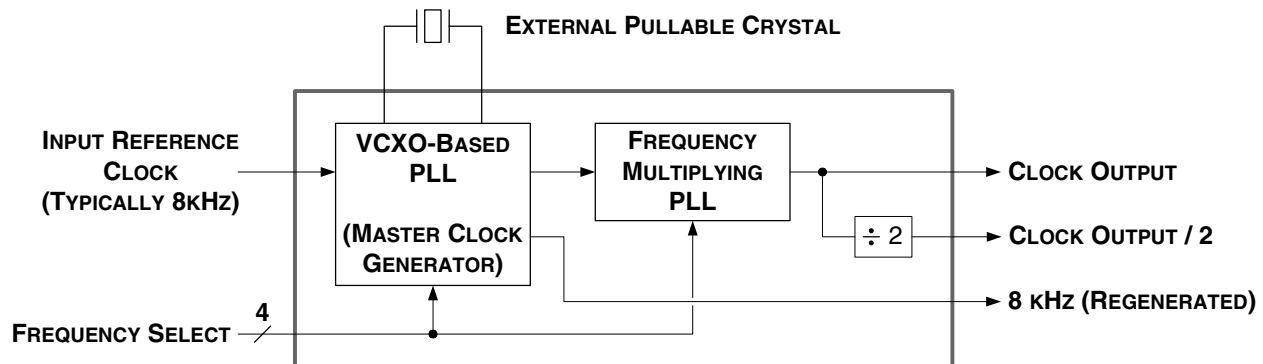 EXTERNAL PULLABLE CRYSTAL
INPUT REFERENCE
CLOCK
(TYPICALLY 8KHZ)
VCXO-BASED
PLL
(MASTER CLOCK
GENERATOR)
FREQUENCY
MULTIPLYING
PLL
CLOCK OUTPUT
÷ 2
CLOCK OUTPUT / 2
8 KHZ (REGENERATED)
4
FREQUENCY SELECT